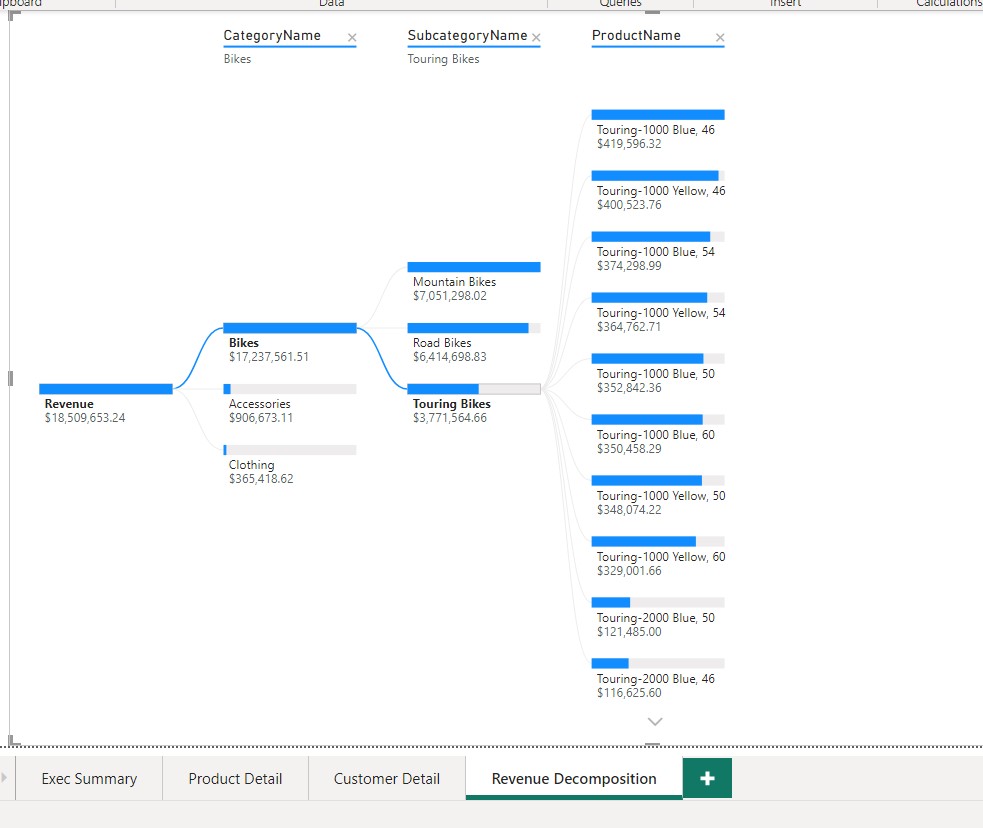 Data
Queries
Insert
Calculations
CategoryName
Bikes
SubcategoryName
Touring Bikes
ProductName
Revenue
$18,509,653.24
Bikes
$17,237,561.51
Accessories
$906,673.11
Clothing
$365,418.62
Mountain Bikes
$7,051,298.02
Road Bikes
$6,414,698.83
Touring Bikes
$3,771,564.66
Touring-1000 Blue, 46
$419,596.32
Touring-1000 Yellow, 46
$400,523.76
Touring-1000 Blue, 54
$374,298.99
Touring-1000 Yellow, 54
$364,762.71
Touring-1000 Blue, 50
$352,842.36
Touring-1000 Blue, 60
$350,458.29
Touring-1000 Yellow, 50
$348,074.22
Touring-1000 Yellow, 60
$329,001.66
Touring-2000 Blue, 50
$121,485.00
Touring-2000 Blue, 46
$116,625.60
Exec Summary
Product Detail
Customer Detail
Revenue Decomposition